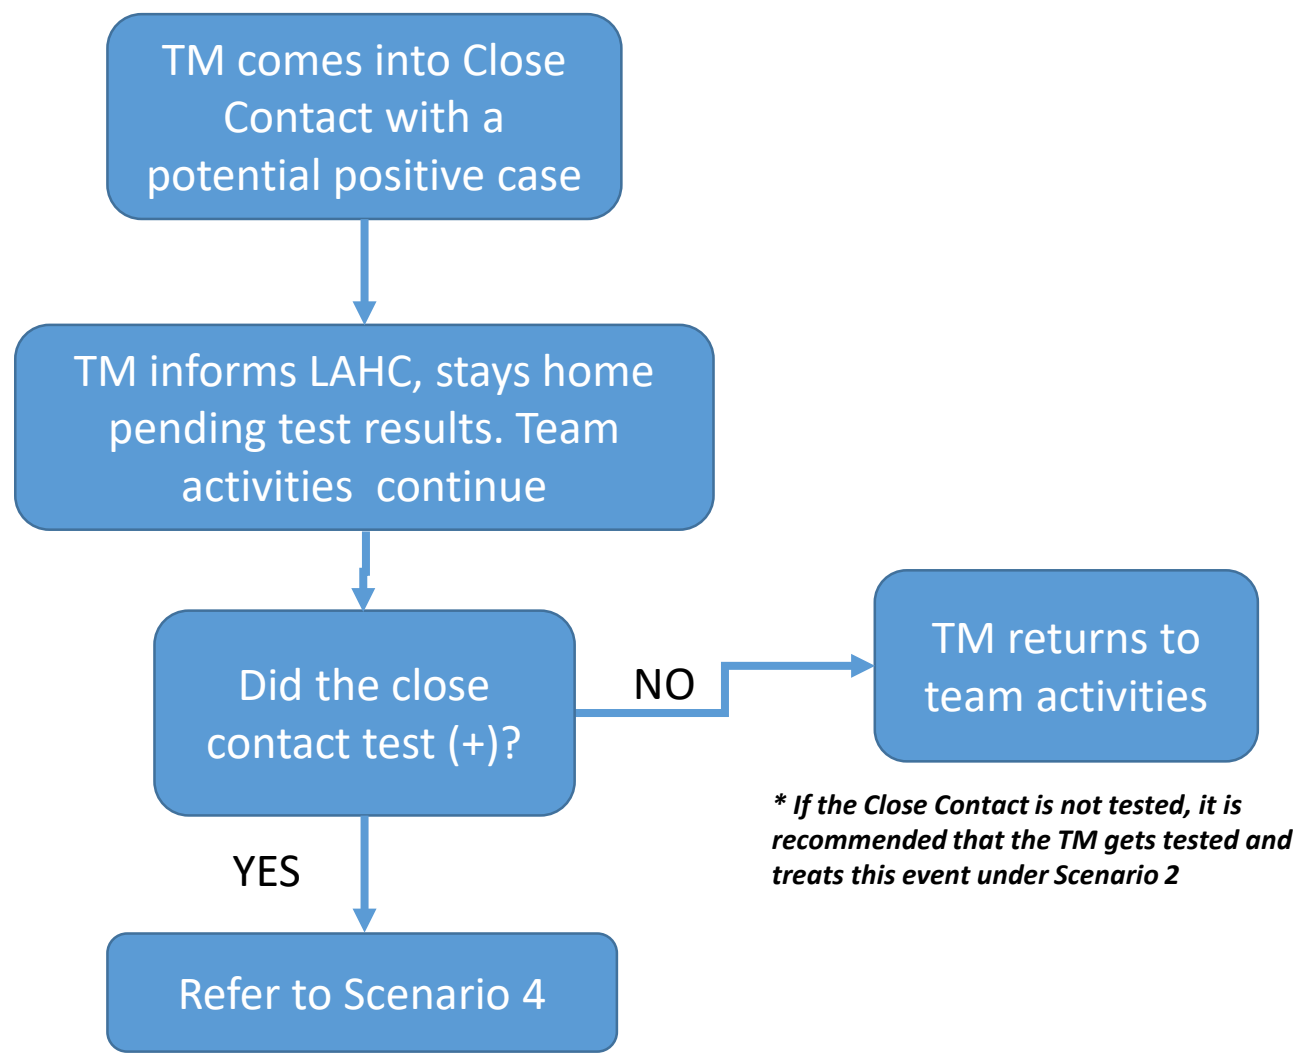 TM comes into Close
Contact with a
potential positive case
TM informs LAHC, stays home
pending test results. Team
activities  continue
Did the close
contact test (+)?
NO
TM returns to
team activities
* If the Close Contact is not tested, it is
recommended that the TM gets tested and
treats this event under Scenario 2
YES
Refer to Scenario 4